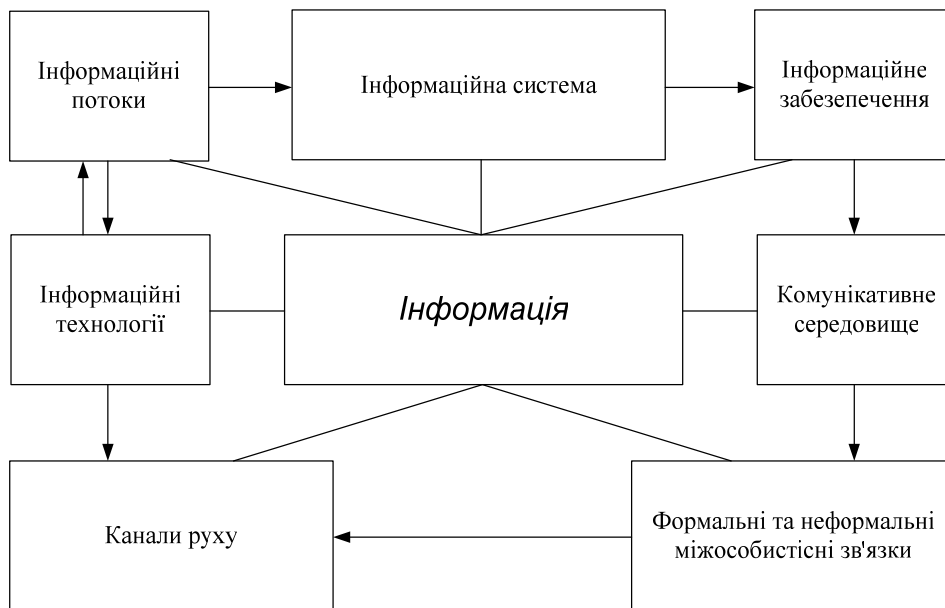 Інформаційні
потоки
Інформаційна система
Інформаційне
забезепечення
Інформаційні
технології
Інформація
Комунікативне
середовище
Канали руху
Формальні та неформальні
міжособистісні зв'язки